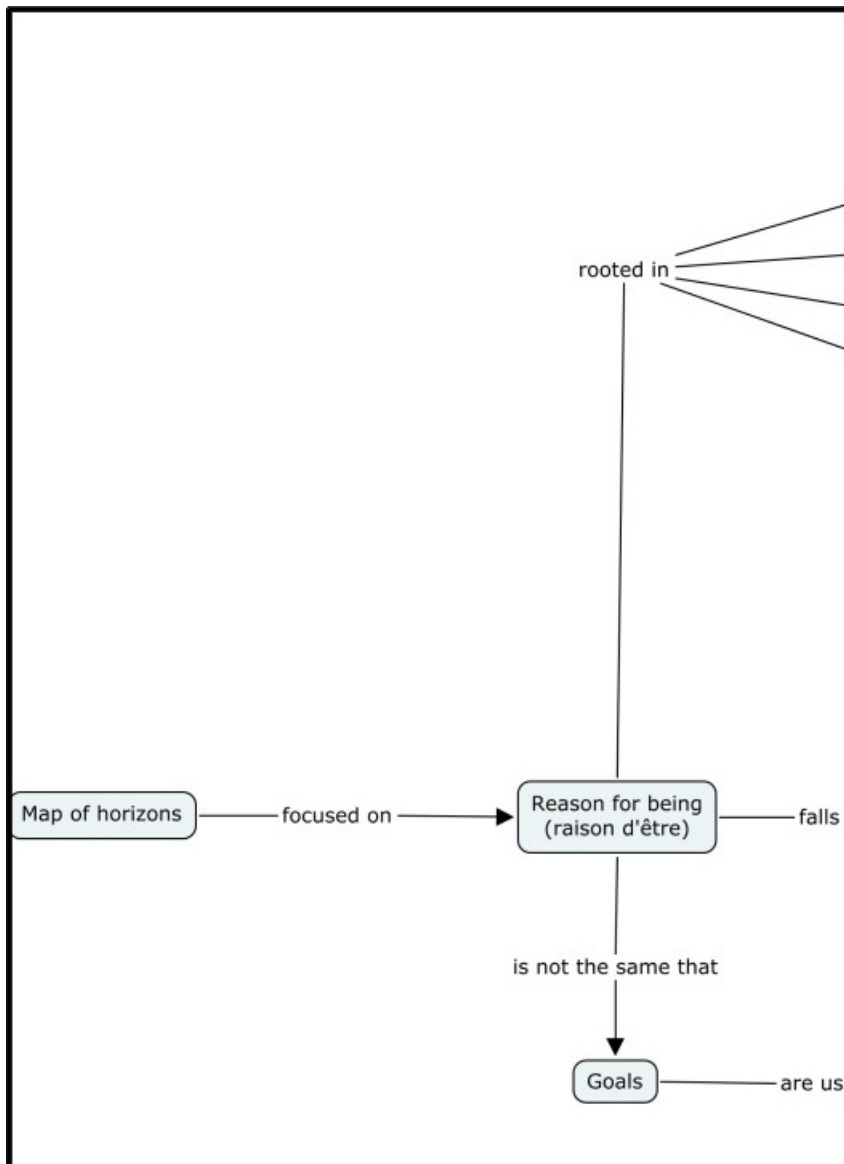 rooted in
Map of horizons
focused on
Reason for being
(raison d'être)
falls
is not the same that
Goals
are us